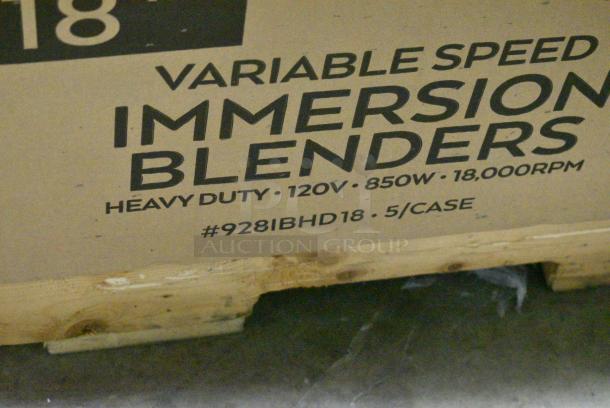 18
VARIABLE SPEED
IMMERSION
BLENDERS
HEAVY DUTY · 120V · 850W · 18,000RPM
#928IBHD18 · 5/CASE
AUCTION GROUP